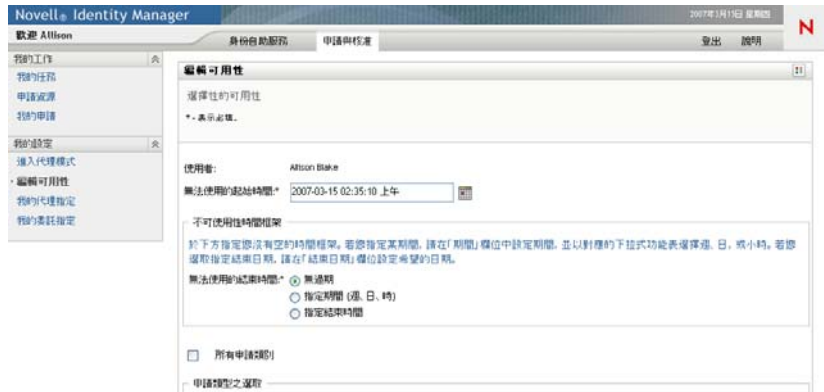 Novell® Identity Manager
2007年3月15日 星期四
歡迎 Allison
身份自助服務
申請與核准
登出
說明
N
我的工作
我的任務
申請資源
我的申請
我的設定
進入代理模式
編輯可用性
我的代理指定
我的委託指定
編輯可用性
選擇性的可用性
*- 表示必填。
使用者:
Allison Blake
無法使用的起始時間:*
2007-03-15 02:35:10 上午
不可使用性時間框架
於下方指定您沒有空的時間框架。若您指定某期間, 請在「期間」欄位中設定期間, 並以對應的下拉式功能表選擇週、日、或小時。若您
選取指定結束日期, 請在「結束日期」欄位設定希望的日期。
無法使用的結束時間:*
無過期
指定期間 (週、日、時)
指定結束時間
所有申請類別
申請類型之選取